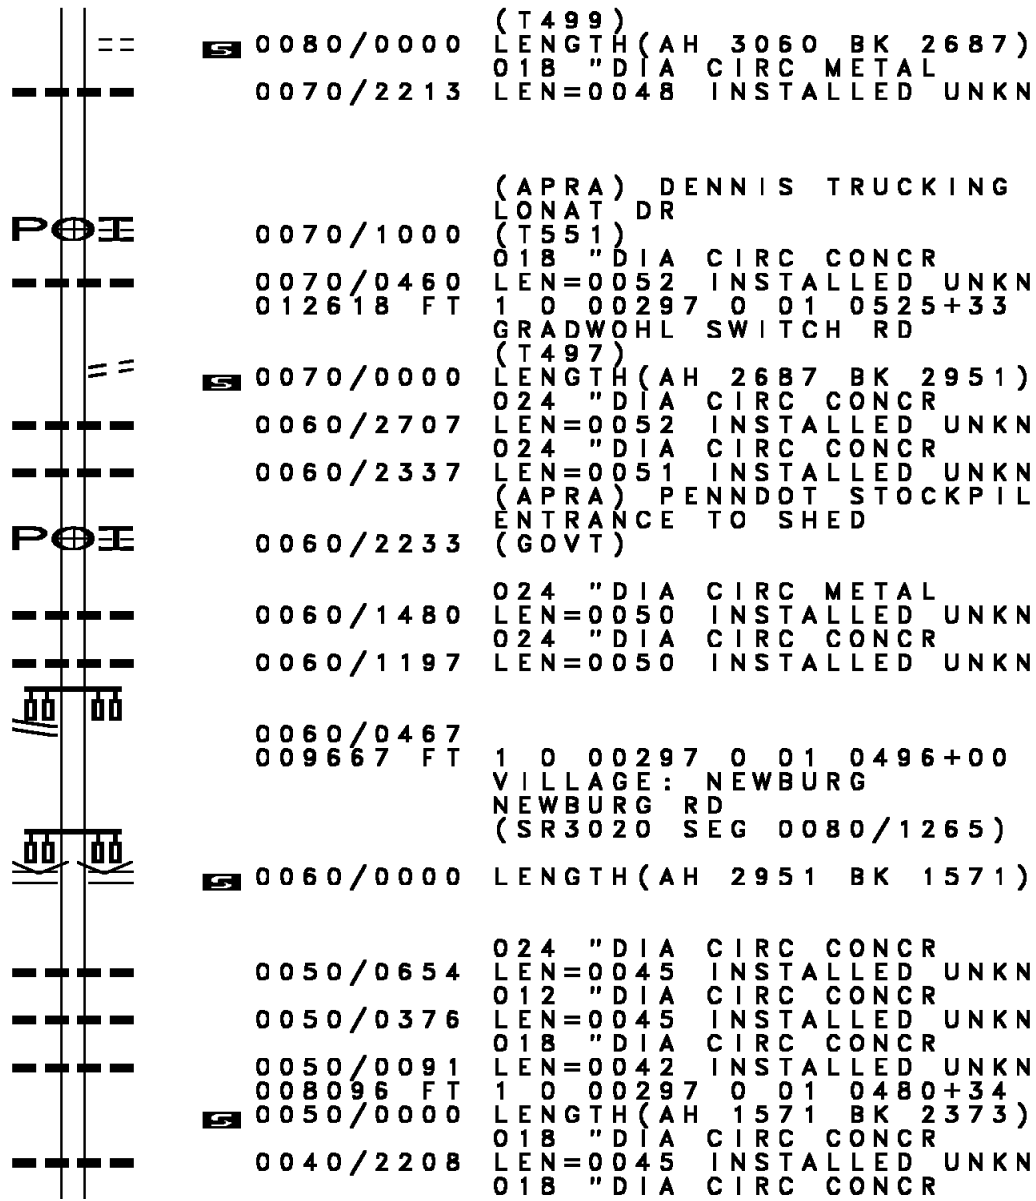 (T499)
S 0080/0000 LENGTH(AH 3060 BK 2687)
018 "DIA CIRC METAL
0070/2213 LEN=0048 INSTALLED UNKN
(APRA) DENNIS TRUCKING
LONAT DR
POI 0070/1000 (T551)
018 "DIA CIRC CONCR
0070/0460 LEN=0052 INSTALLED UNKN
012618 FT 1 0 00297 0 01 0525+33
GRADWOHL SWITCH RD
(T497)
S 0070/0000 LENGTH(AH 2687 BK 2951)
024 "DIA CIRC CONCR
0060/2707 LEN=0052 INSTALLED UNKN
024 "DIA CIRC CONCR
0060/2337 LEN=0051 INSTALLED UNKN
(APRA) PENNDOT STOCKPIL
ENTRANCE TO SHED
POI 0060/2233 (GOVT)
024 "DIA CIRC METAL
0060/1480 LEN=0050 INSTALLED UNKN
024 "DIA CIRC CONCR
0060/1197 LEN=0050 INSTALLED UNKN
0060/0467
009667 FT 1 0 00297 0 01 0496+00
VILLAGE: NEWBURG
NEWBURG RD
(SR3020 SEG 0080/1265)
S 0060/0000 LENGTH(AH 2951 BK 1571)
024 "DIA CIRC CONCR
0050/0654 LEN=0045 INSTALLED UNKN
012 "DIA CIRC CONCR
0050/0376 LEN=0045 INSTALLED UNKN
018 "DIA CIRC CONCR
0050/0091 LEN=0042 INSTALLED UNKN
008096 FT 1 0 00297 0 01 0480+34
S 0050/0000 LENGTH(AH 1571 BK 2373)
018 "DIA CIRC CONCR
0040/2208 LEN=0045 INSTALLED UNKN
018 "DIA CIRC CONCR